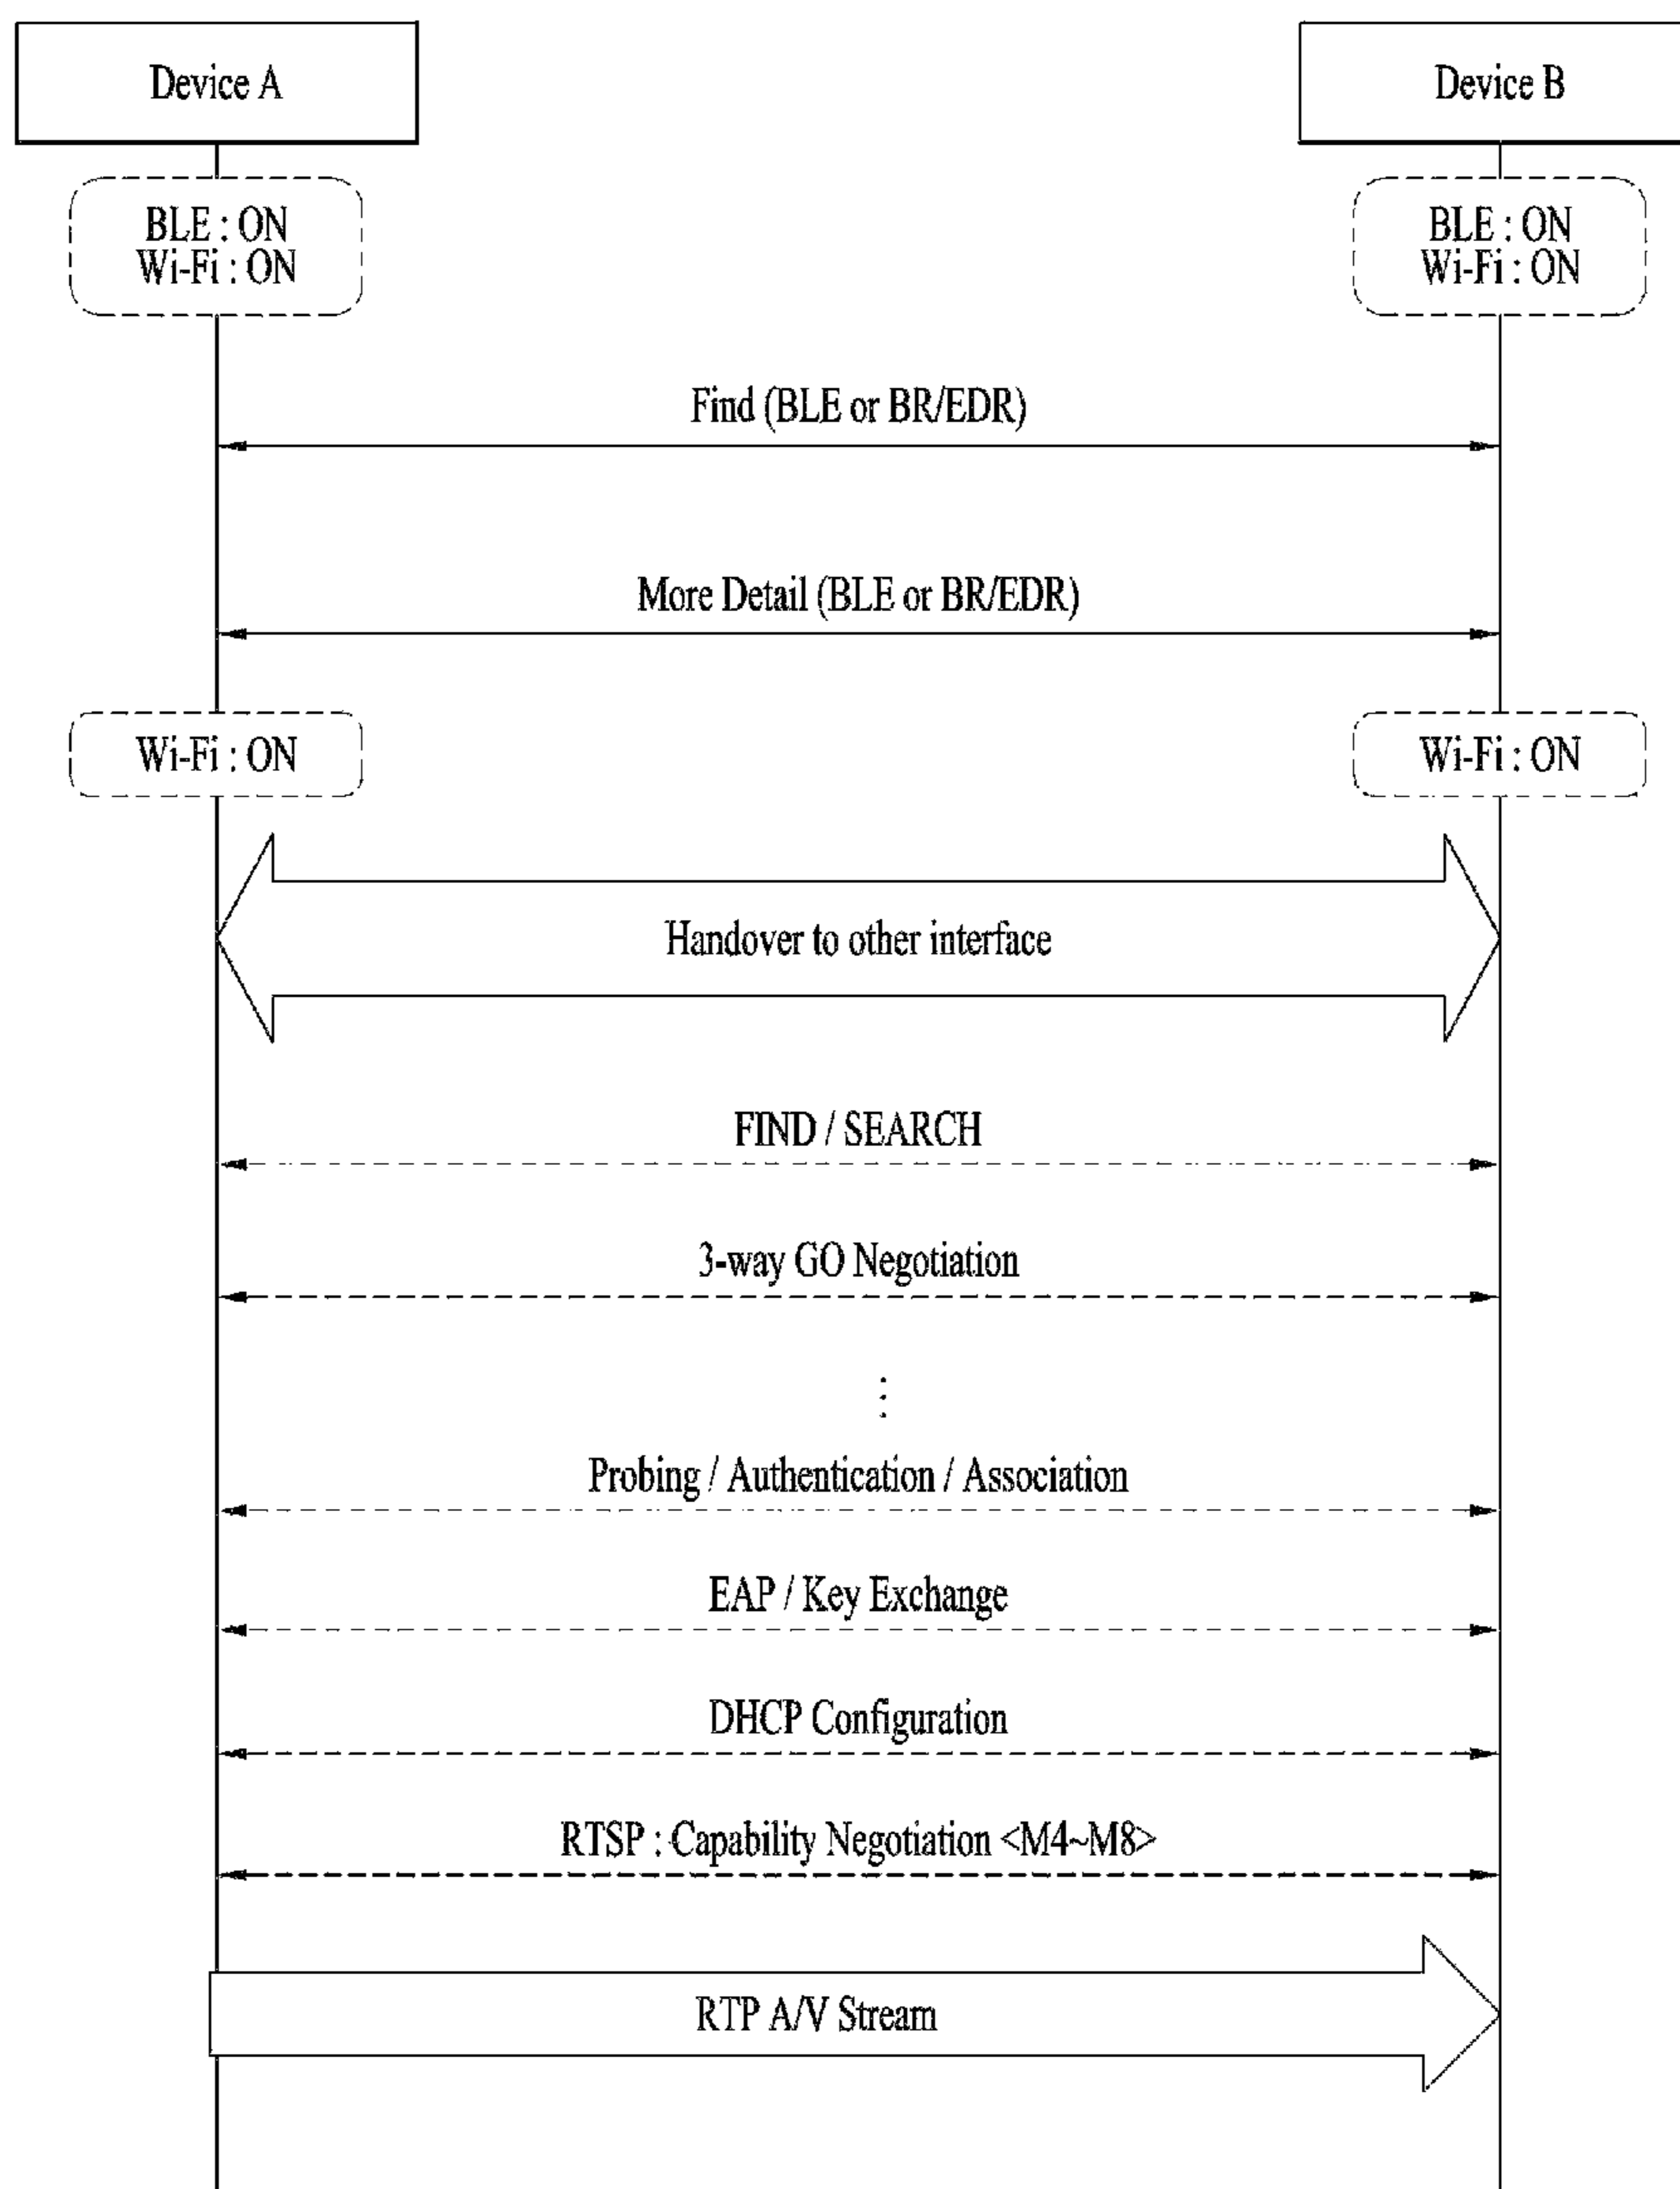 Device A
Device B
BLE : ON
Wi-Fi : ON
BLE : ON
Wi-Fi : ON
Find (BLE or BR/EDR)
More Detail (BLE or BR/EDR)
Wi-Fi : ON
Wi-Fi : ON
Handover to other interface
FIND / SEARCH
3-way GO Negotiation
⋮
Probing / Authentication / Association
EAP / Key Exchange
DHCP Configuration
RTSP : Capability Negotiation <M4~M8>
RTP A/V Stream